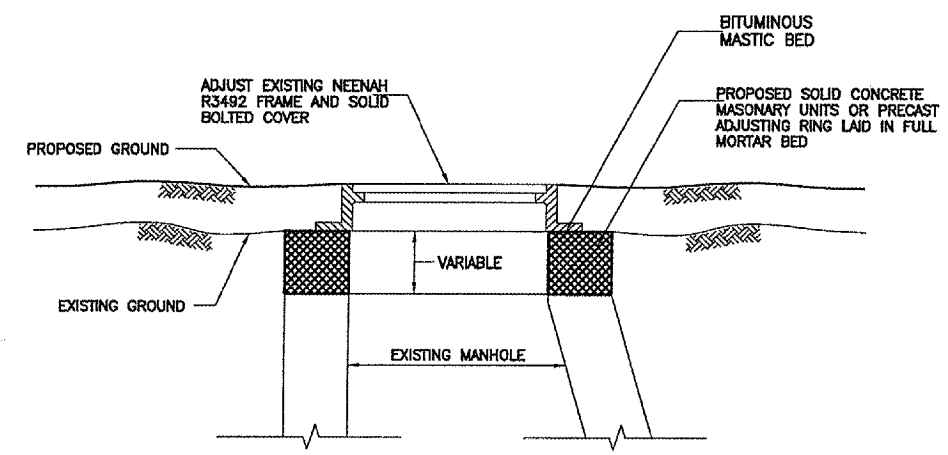 BITUMINOUS
MASTIC BED
ADJUST EXISTING NEENAH
R3492 FRAME AND SOLID
BOLTED COVER
PROPOSED SOLID CONCRETE
MASONARY UNITS OR PRECAST
ADJUSTING RING LAID IN FULL
MORTAR BED
PROPOSED GROUND
VARIABLE
EXISTING GROUND
EXISTING MANHOLE